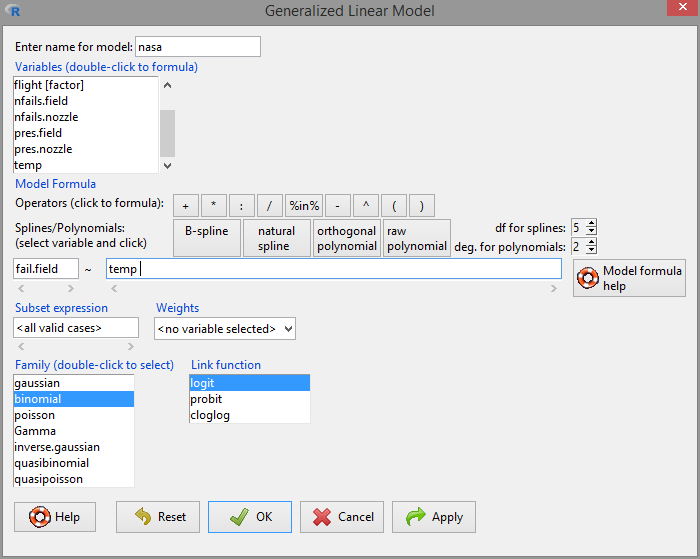 R Generalized Linear Model ×
Enter name for model: nasa
Variables (double-click to formula)
flight [factor]
nfails.field
nfails.nozzle
pres.field
pres.nozzle
temp
Model Formula
Operators (click to formula): + * : / %in% - ^ ( )
Splines/Polynomials:
(select variable and click)
B-spline
natural
spline
orthogonal
polynomial
raw
polynomial
df for splines: 5
deg. for polynomials: 2
fail.field ~ temp
Model formula
help
Subset expression
<all valid cases>
Weights
<no variable selected>
Family (double-click to select)
gaussian
binomial
poisson
Gamma
inverse.gaussian
quasibinomial
quasipoisson
Link function
logit
probit
cloglog
Help Reset OK Cancel Apply